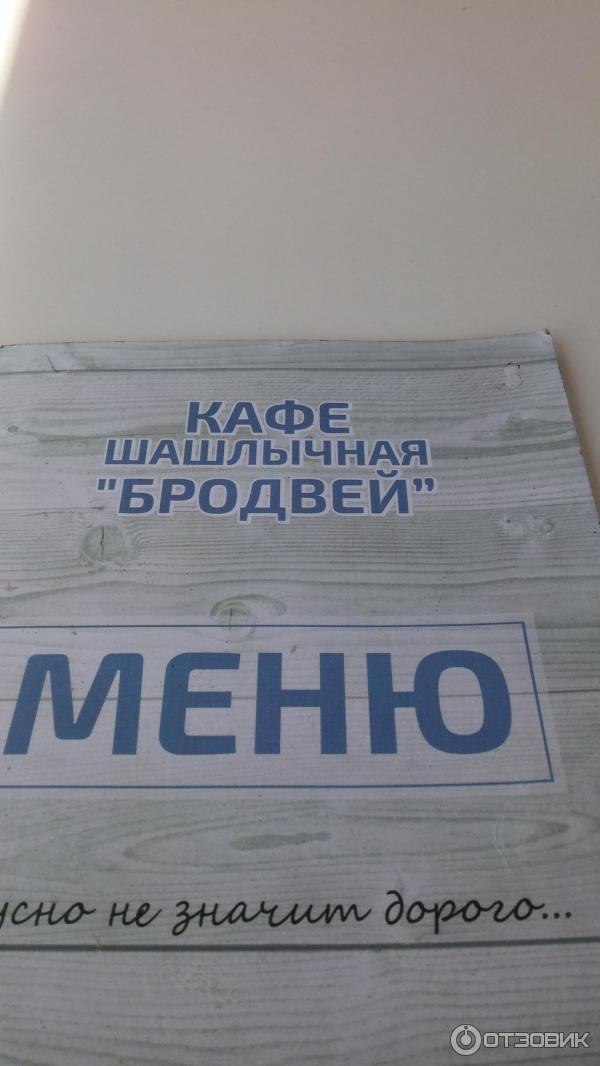 КАФЕ
ШАШЛЫЧНАЯ
"БРОДВЕЙ”
МЕНЮ
усно не значит дорого...
ОТЗОВИК